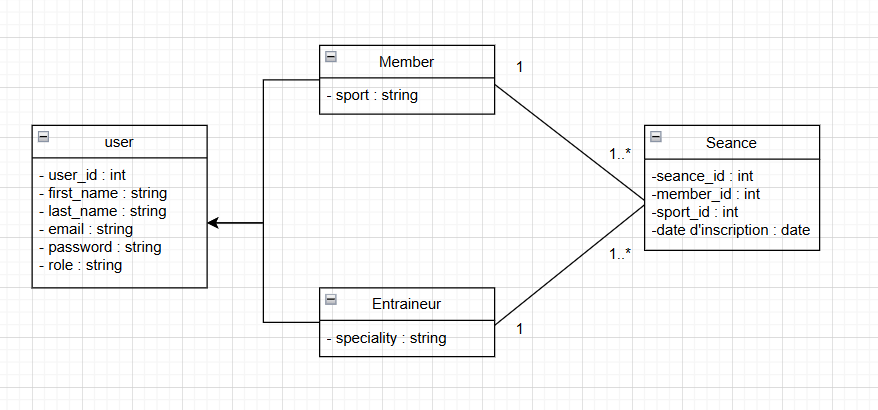 user
- user_id : int
- first_name : string
- last_name : string
- email : string
- password : string
- role : string
Member
- sport : string
1
1..*
Seance
-seance_id : int
-member_id : int
-sport_id : int
-date d'inscription : date
1..*
1
Entraineur
- speciality : string